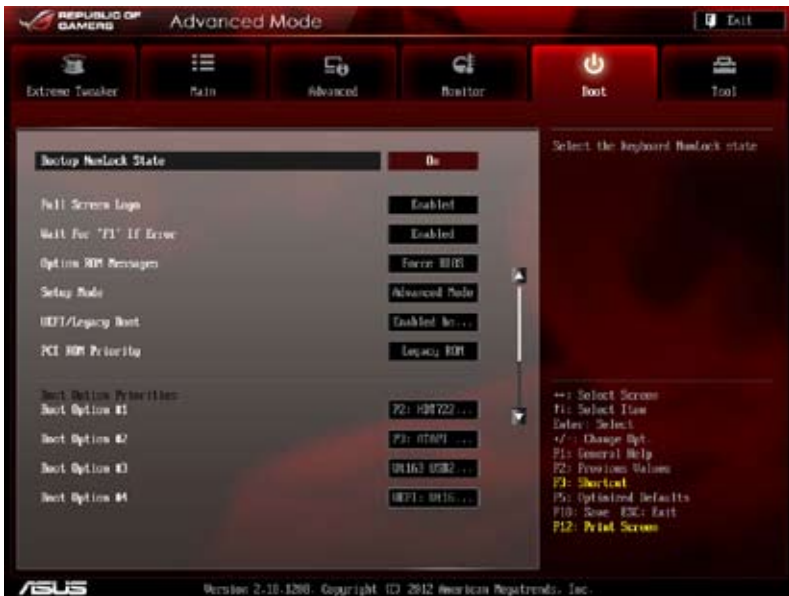 REPUBLIC OF
GAMERS
Advanced Mode
Exit
Extreme Tweaker
Main
Advanced
Monitor
Boot
Tool
Bootup NumLock State
On
Select the keyboard NumLock state
Full Screen Logo
Enabled
Wait For 'F1' If Error
Enabled
Option ROM Messages
Force BIOS
Setup Mode
Advanced Mode
UEFI/Legacy Boot
Enabled bo...
PCI ROM Priority
Legacy ROM
Boot Option Priorities
Boot Option #1
P2: HDT722...
Boot Option #2
P3: ATAPI ...
Boot Option #3
USB2...
Boot Option #4
UEFI:
→←: Select Screen
↑↓: Select Item
Enter: Select
+/-: Change Opt.
F1: General Help
F2: Previous Values
F3: Shortcut
F5: Optimized Defaults
F10: Save ESC: Exit
F12: Print Screen
ASUS
Version 2.10.1208. Copyright (C) 2012 American Megatrends, Inc.